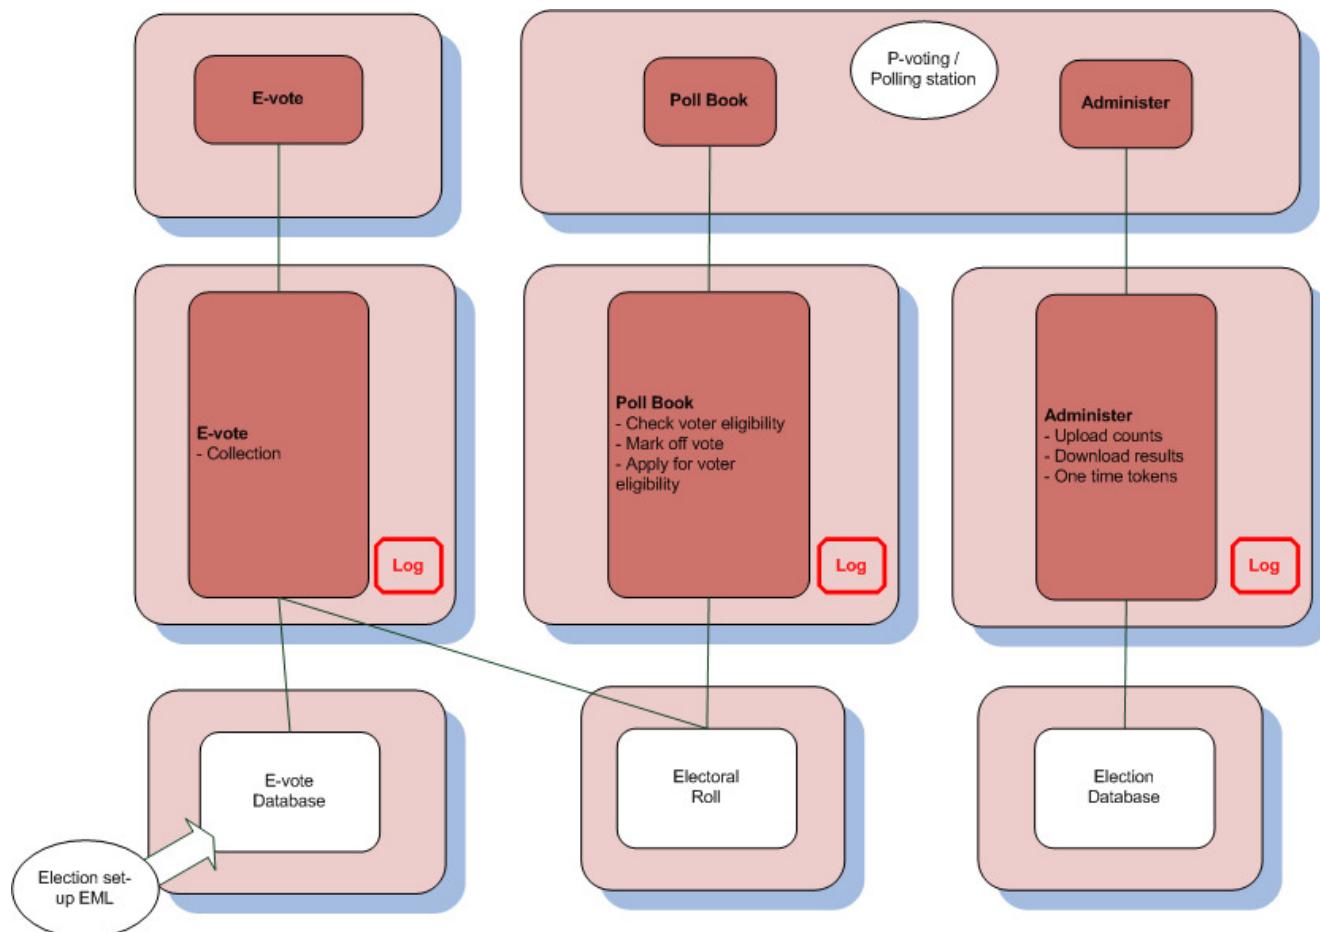 E-vote
Poll Book
P-voting /
Polling station
Administer
E-vote
- Collection
Log
Poll Book
- Check voter eligibility
- Mark off vote
- Apply for voter
eligibility
Log
Administer
- Upload counts
- Download results
- One time tokens
Log
E-vote
Database
Electoral
Roll
Election
Database
Election set-
up EML